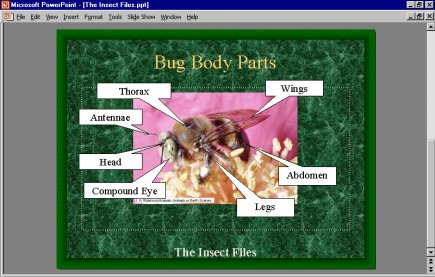 Microsoft PowerPoint - [The Insect Files.ppt]
File Edit View Insert Format Tools Slide Show Window Help
Bug Body Parts
Thorax
Wings
Antennae
Head
Abdomen
Compound Eye
Legs
The Insect Files